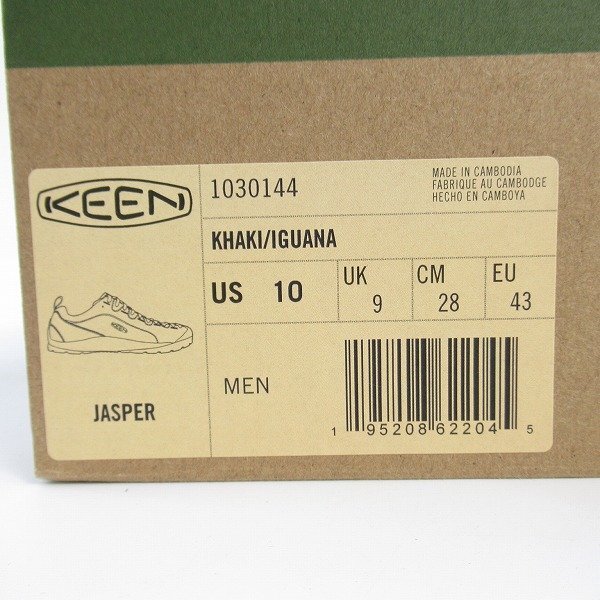 KEEN
1030144
MADE IN CAMBODIA
FABRIQUE AU CAMBODGE
HECHO EN CAMBOYA
KHAKI/IGUANA
US 10
UK 9
CM 28
EU 43
MEN
JASPER
1 95208 62204 5